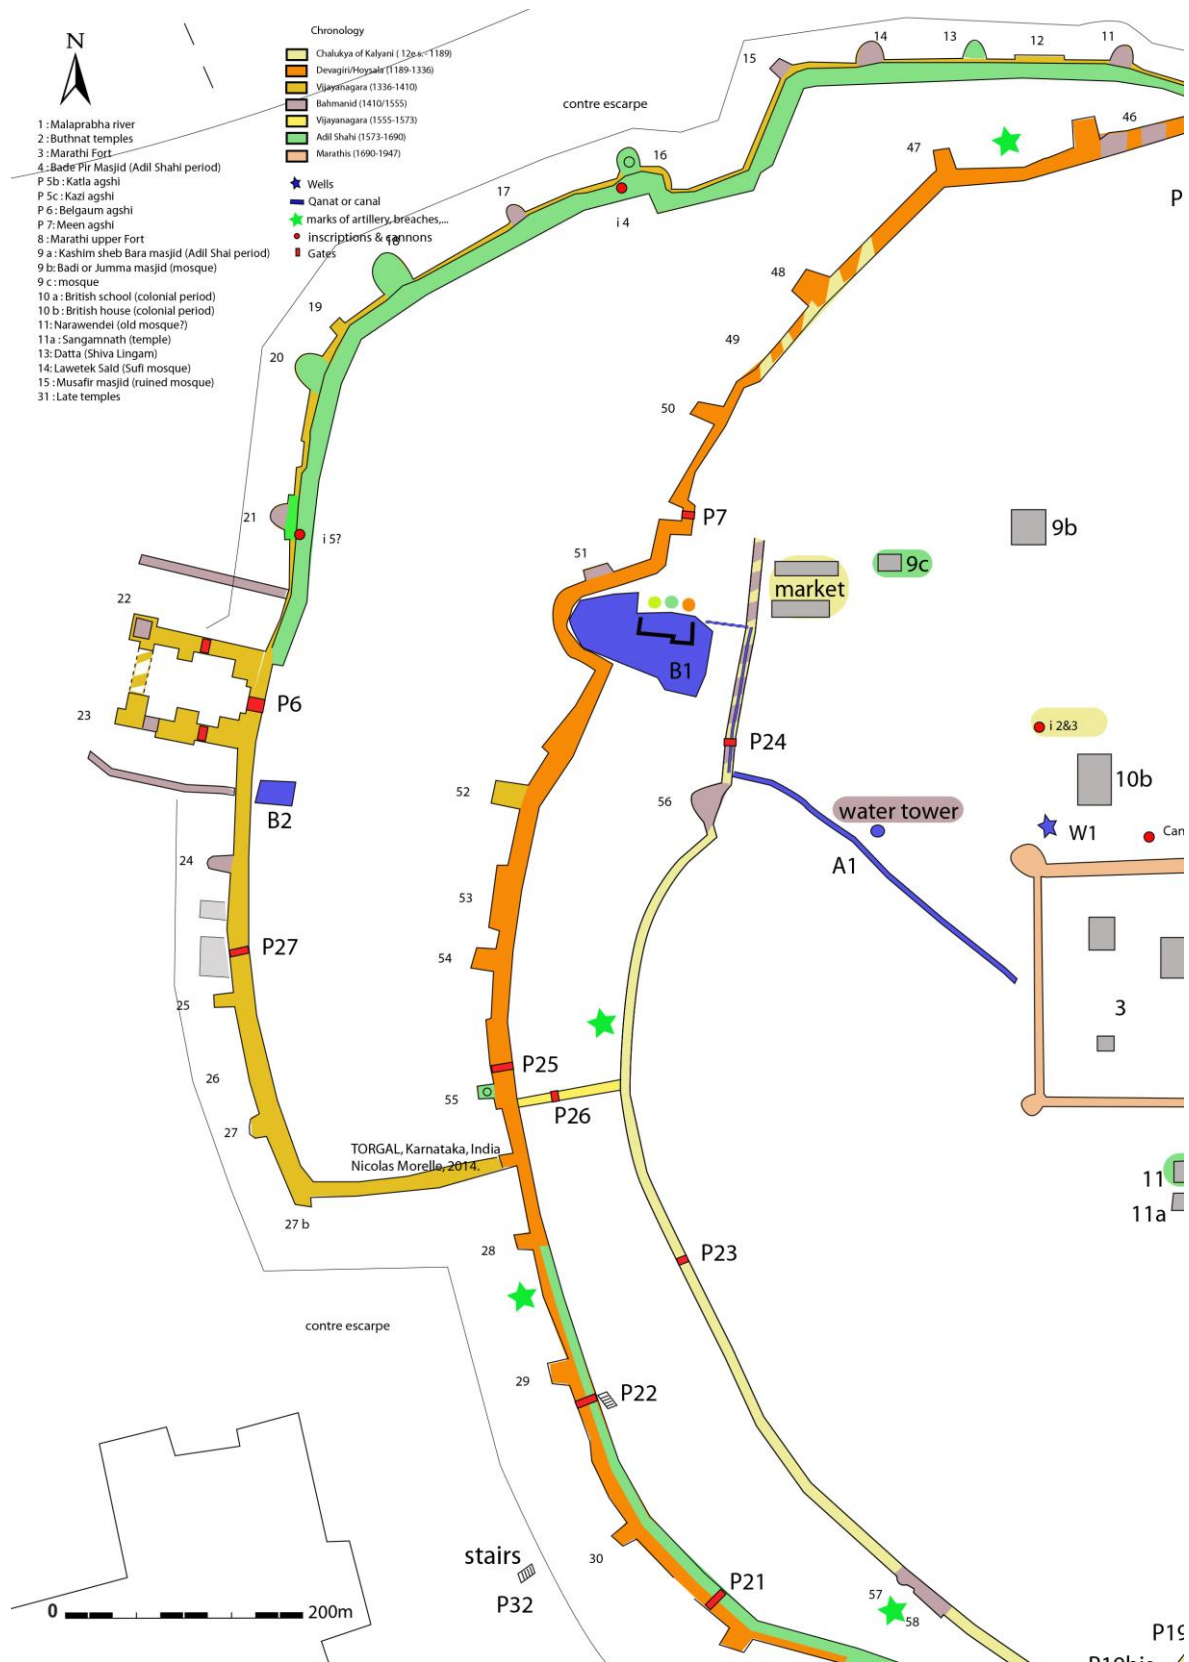 N
Chronology
Chalukya of Kalyani ( 12e s. - 1189)
Devagiri/Hoysala (1189-1336)
Vijayanagara (1336-1410)
Bahmanid (1410/1555)
Vijayanagara (1555-1573)
Adil Shahi (1573-1690)
Marathis (1690-1947)
Wells
Qanat or canal
marks of artillery, breaches,...
inscriptions & cannons
Gates
1 : Malaprabha river
2 : Buthnat temples
3 : Marathi Fort
4 : Bade Pir Masjid (Adil Shahi period)
P 5b : Katla agshi
P 5c : Kazi agshi
P 6 : Belgaum agshi
P 7 : Meen agshi
8 : Marathi upper Fort
9 a : Kashim sheb Bara masjid (Adil Shai period)
9 b: Badi or Jumma masjid (mosque)
9 c : mosque
10 a : British school (colonial period)
10 b : British house (colonial period)
11: Narawendei (old mosque?)
11a : Sangamnath (temple)
13: Datta (Shiva Lingam)
14: Lawetek Said (Sufi mosque)
15 : Musafir masjid (ruined mosque)
31 : Late temples
contre escarpe
15
14
13
12
11
46
47
16
i 4
17
18
19
20
48
49
50
21
i 5?
P7
51
market
9c
9b
22
B1
P6
23
P24
i 2&3
10b
52
56
water tower
W1
Can
B2
A1
24
53
P27
54
25
3
P25
26
55
P26
27
TORGAL, Karnataka, India
Nicolas Morelle, 2014.
11
11a
27 b
28
P23
contre escarpe
29
P22
30
stairs
P32
P21
57
58
0
200m
P19
P19bis
P